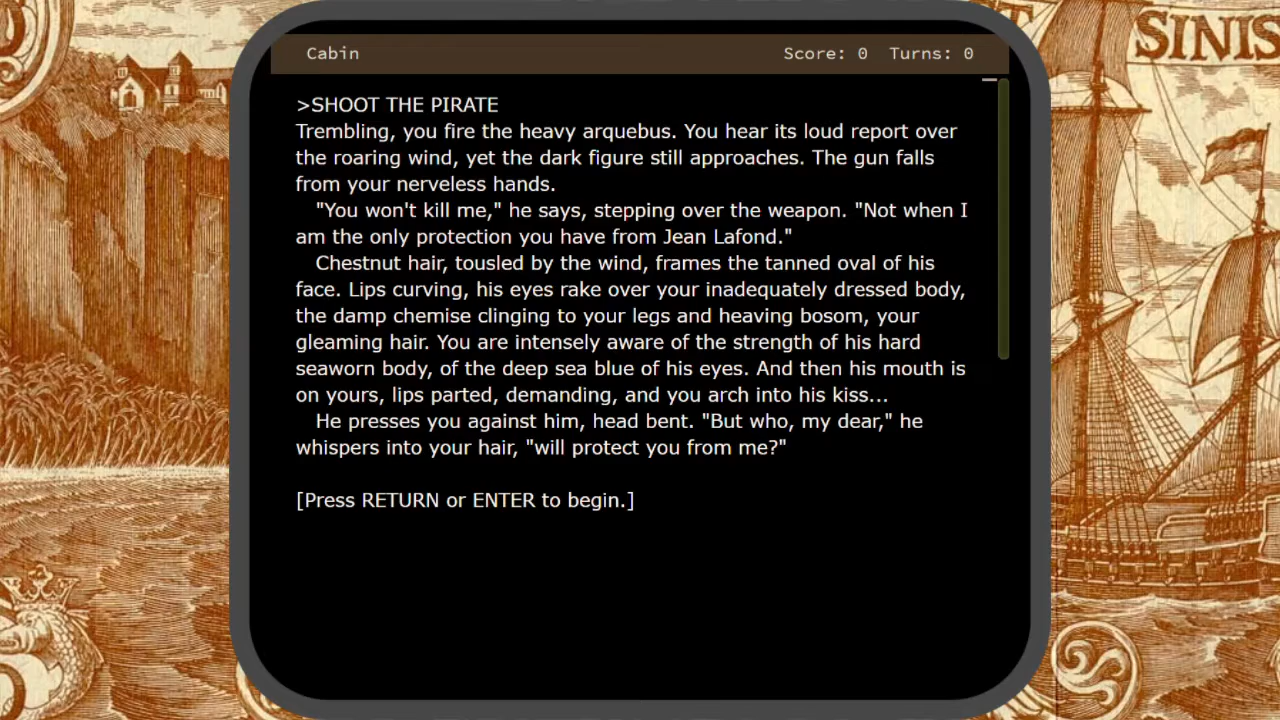 SINIS
Cabin Score: 0 Turns: 0
>SHOOT THE PIRATE
Trembling, you fire the heavy arquebus. You hear its loud report over
the roaring wind, yet the dark figure still approaches. The gun falls
from your nerveless hands.
"You won't kill me," he says, stepping over the weapon. "Not when I
am the only protection you have from Jean Lafond."
Chestnut hair, tousled by the wind, frames the tanned oval of his
face. Lips curving, his eyes rake over your inadequately dressed body,
the damp chemise clinging to your legs and heaving bosom, your
gleaming hair. You are intensely aware of the strength of his hard
seaworn body, of the deep sea blue of his eyes. And then his mouth is
on yours, lips parted, demanding, and you arch into his kiss...
He presses you against him, head bent. "But who, my dear," he
whispers into your hair, "will protect you from me?"
[Press RETURN or ENTER to begin.]